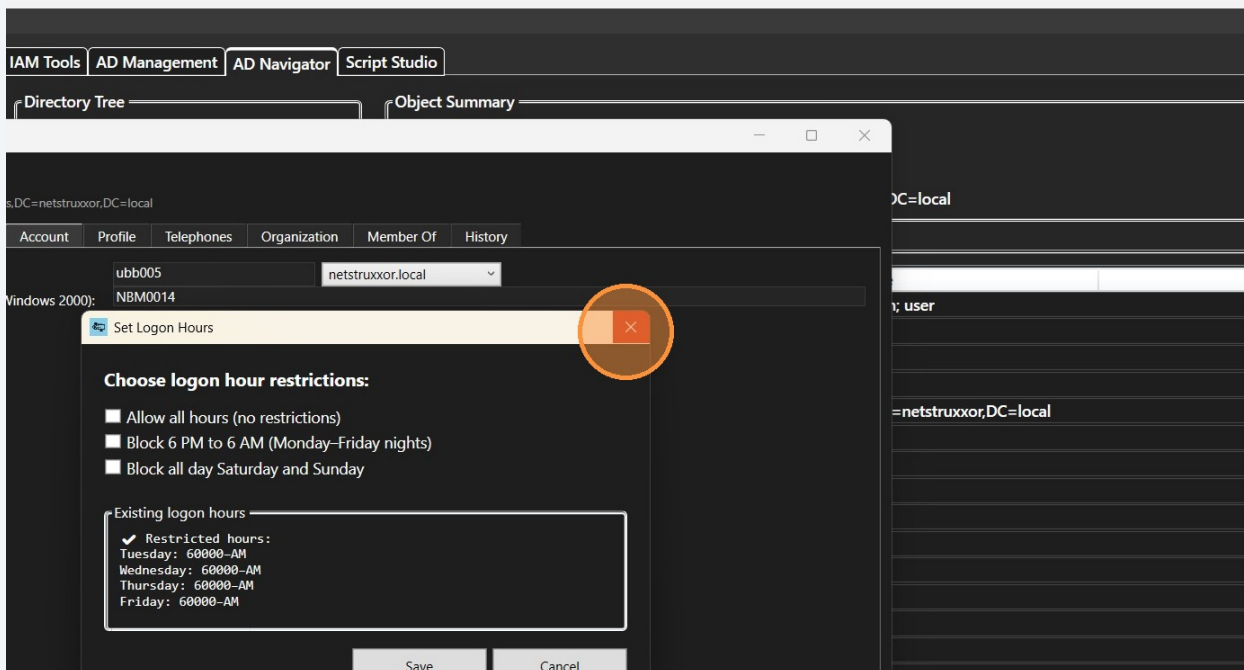 IAM Tools AD Management AD Navigator Script Studio
Directory Tree Object Summary
s,DC=netstruxxor,DC=local
DC=local
Account Profile Telephones Organization Member Of History
ubb005 netstruxxor.local
Windows 2000): NBM0014
; user
Set Logon Hours
Choose logon hour restrictions:
Allow all hours (no restrictions)
=netstruxxor,DC=local
Block 6 PM to 6 AM (Monday–Friday nights)
Block all day Saturday and Sunday
Existing logon hours
✔ Restricted hours:
Tuesday: 60000–AM
Wednesday: 60000–AM
Thursday: 60000–AM
Friday: 60000–AM
Save Cancel